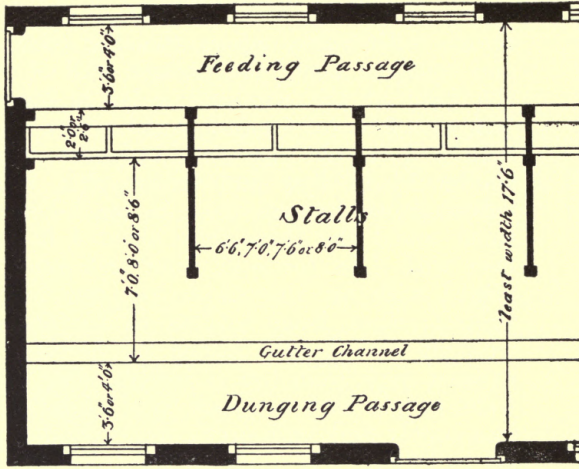 3·6 or 4·0"
Feeding Passage
2·0 or
2·6"
Stalls
6·6", 7·0", 7·6" or 8·0"
7·0", 8·0 or 8·6"
least width 17·6"
Gutter Channel
3·6 or 4·0"
Dunging Passage